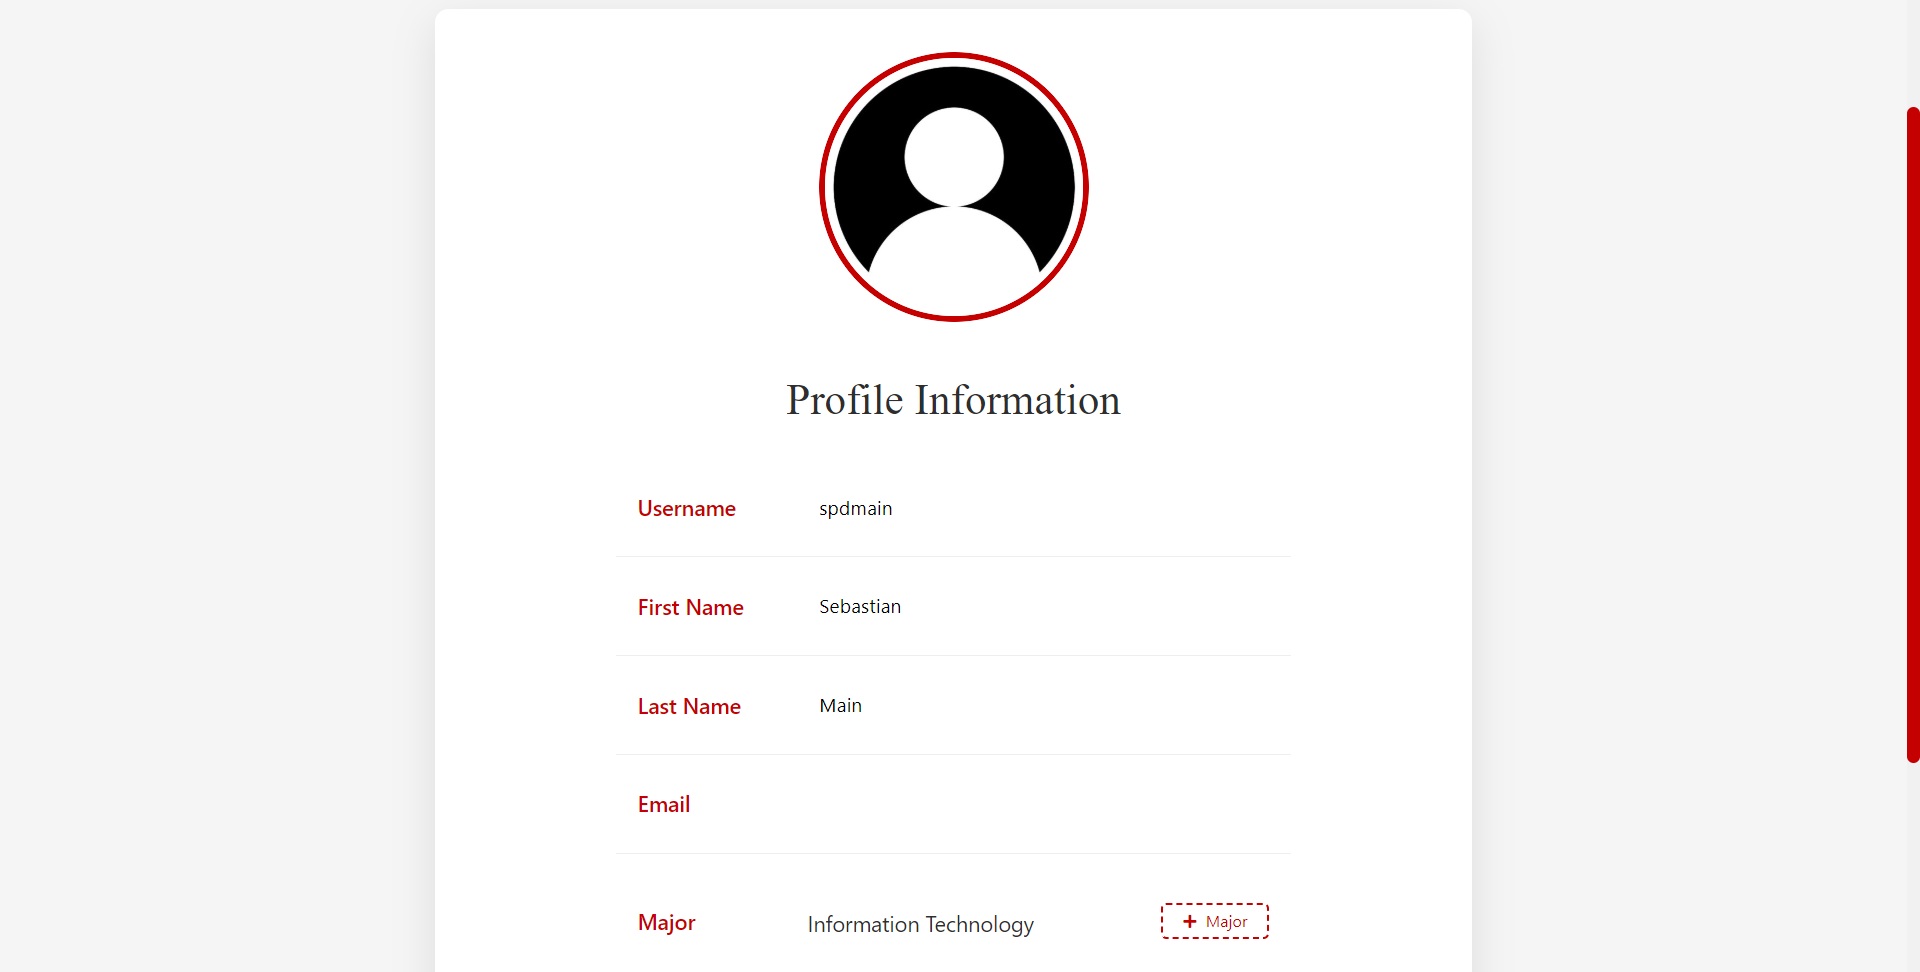 Profile Information
Username spdmain
First Name Sebastian
Last Name Main
Email
Major Information Technology + Major